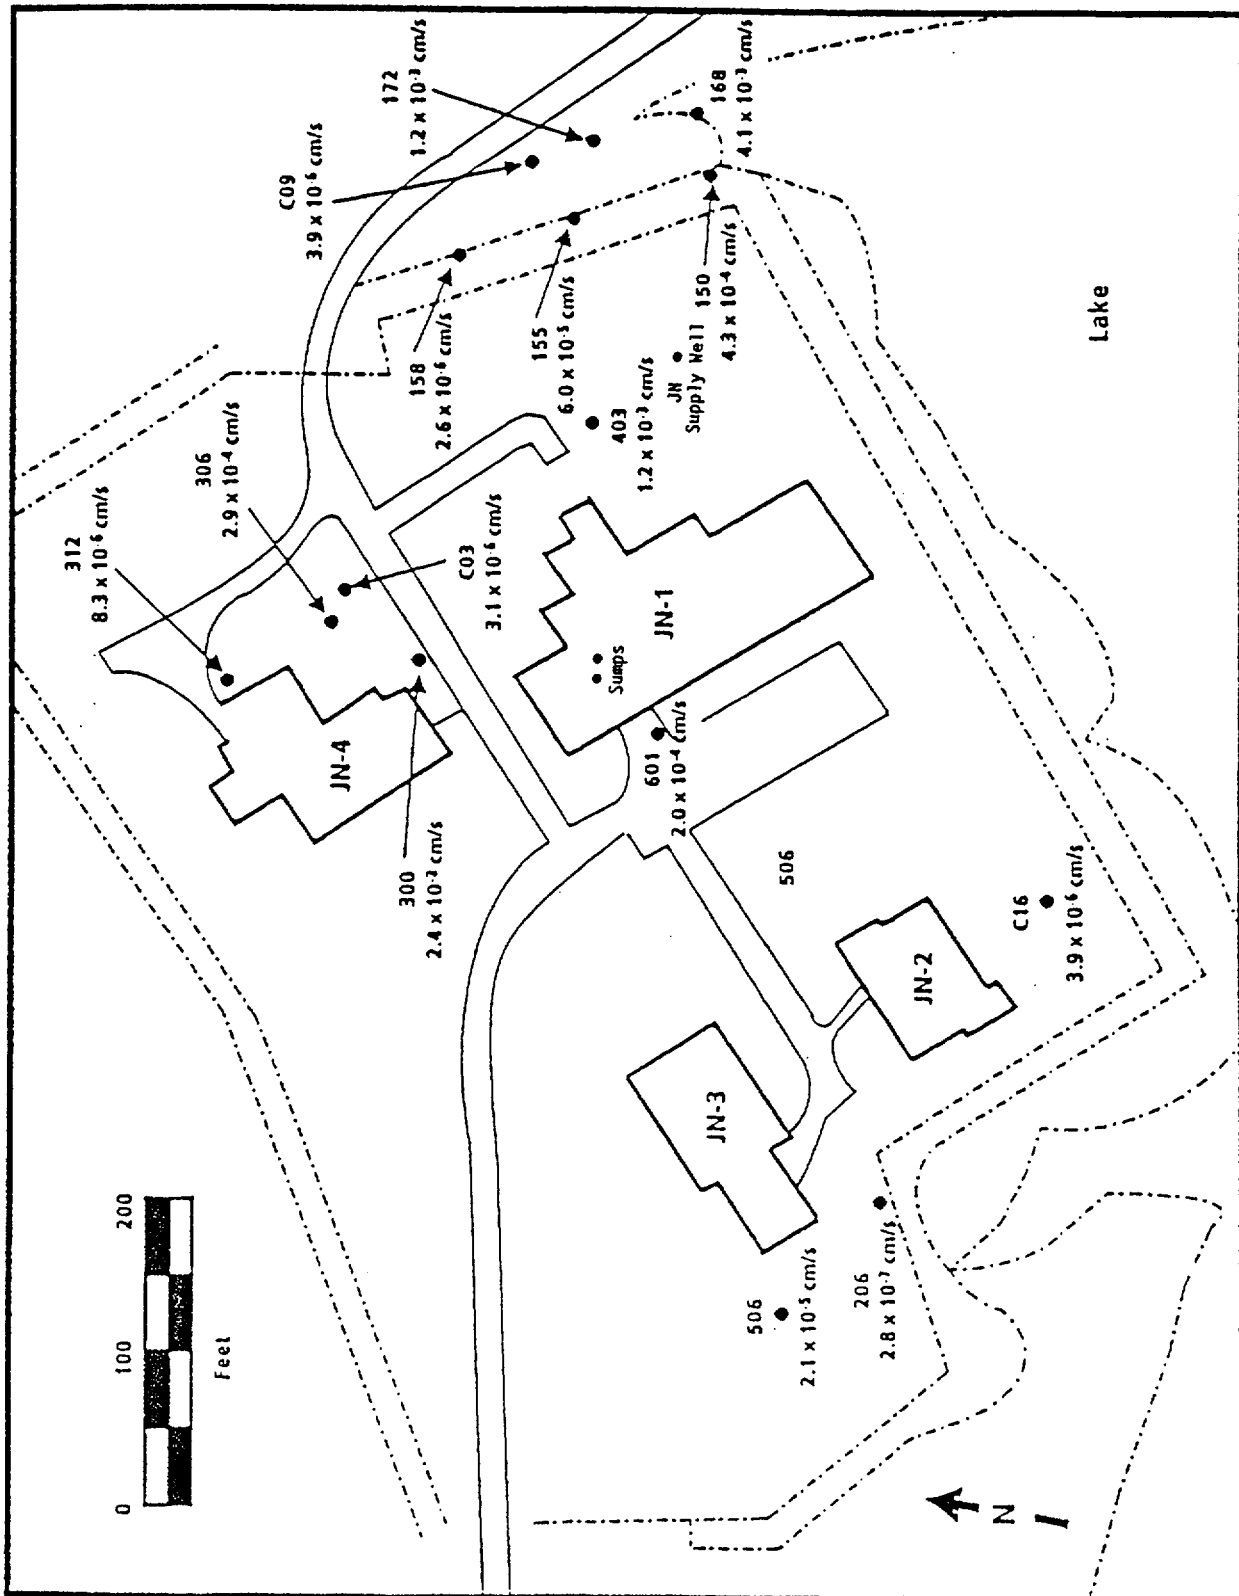 0 100 200
Feet
312
8.3 x 10⁻⁶ cm/s
306
2.9 x 10⁻⁴ cm/s
C09
3.9 x 10⁻⁶ cm/s
172
1.2 x 10⁻³ cm/s
JN-4
158
2.6 x 10⁻⁶ cm/s
300
2.4 x 10⁻³ cm/s
C03
3.1 x 10⁻⁶ cm/s
155
6.0 x 10⁻⁵ cm/s
403
1.2 x 10⁻³ cm/s
Sumps
JN-1
JN
Supply Well
150
4.3 x 10⁻⁴ cm/s
168
4.1 x 10⁻³ cm/s
601
2.0 x 10⁻⁴ cm/s
JN-3
506
506
2.1 x 10⁻⁵ cm/s
206
2.8 x 10⁻⁷ cm/s
JN-2
C16
3.9 x 10⁻⁶ cm/s
Lake
N